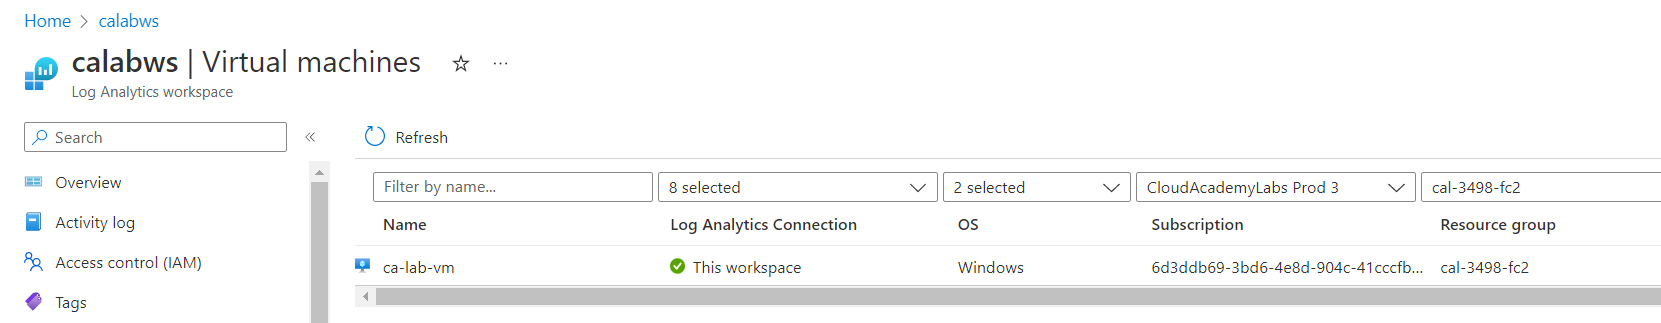 Home > calabws
calabws | Virtual machines ☆ ...
Log Analytics workspace
Search «
Overview
Activity log
Access control (IAM)
Tags
Refresh
Filter by name... 8 selected 2 selected CloudAcademyLabs Prod 3 cal-3498-fc2
Name Log Analytics Connection OS Subscription Resource group
ca-lab-vm This workspace Windows 6d3ddb69-3bd6-4e8d-904c-41cccfb... cal-3498-fc2